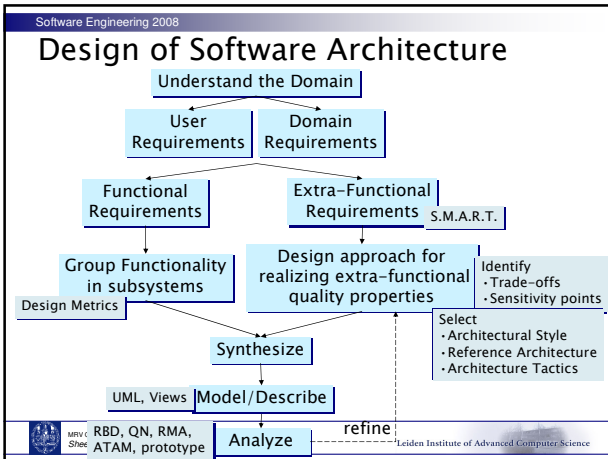 Software Engineering 2008
Design of Software Architecture
Understand the Domain
User
Requirements
Domain
Requirements
Functional
Requirements
Extra-Functional
Requirements
S.M.A.R.T.
Group Functionality
in subsystems
Design Metrics
Design approach for
realizing extra-functional
quality properties
Identify
·Trade-offs
·Sensitivity points
Select
·Architectural Style
·Reference Architecture
·Architecture Tactics
Synthesize
UML, Views
Model/Describe
RBD, QN, RMA,
ATAM, prototype
Analyze
refine
MRV
Leiden Institute of Advanced Computer Science